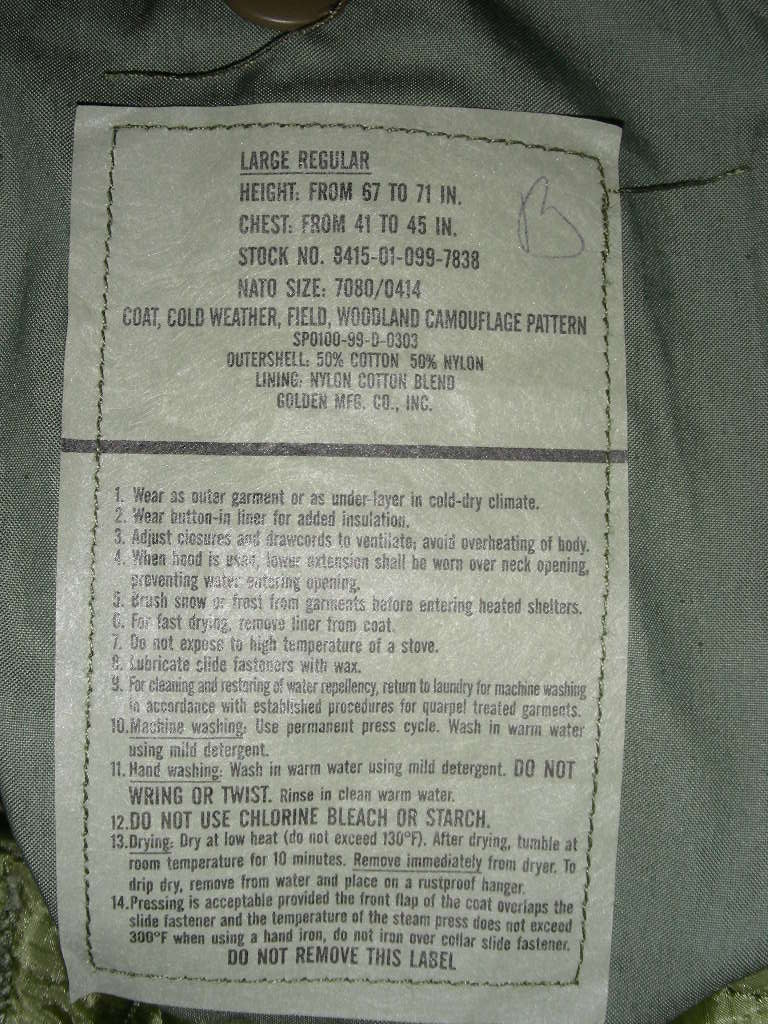 LARGE REGULAR
HEIGHT: FROM 67 TO 71 IN.
CHEST: FROM 41 TO 45 IN.
STOCK NO. 8415-01-099-7838
NATO SIZE: 7080/0414
COAT, COLD WEATHER, FIELD, WOODLAND CAMOUFLAGE PATTERN
SP0100-99-D-0303
OUTERSHELL: 50% COTTON 50% NYLON
LINING: NYLON COTTON BLEND
GOLDEN MFG. CO., INC.
B
1. Wear as outer garment or as under-layer in cold-dry climate.
2. Wear button-in liner for added insulation.
3. Adjust closures and drawcords to ventilate; avoid overheating of body.
4. When hood is used, lower extension shall be worn over neck opening,
preventing water entering opening.
5. Brush snow or frost from garments before entering heated shelters.
6. For fast drying, remove liner from coat.
7. Do not expose to high temperature of a stove.
8. Lubricate slide fasteners with wax.
9. For cleaning and restoring of water repellency, return to laundry for machine washing
in accordance with established procedures for quarpel treated garments.
10. Machine washing: Use permanent press cycle. Wash in warm water
using mild detergent.
11. Hand washing: Wash in warm water using mild detergent. DO NOT
WRING OR TWIST. Rinse in clean warm water.
12. DO NOT USE CHLORINE BLEACH OR STARCH.
13. Drying: Dry at low heat (do not exceed 130°F). After drying, tumble at
room temperature for 10 minutes. Remove immediately from dryer. To
drip dry, remove from water and place on a rustproof hanger.
14. Pressing is acceptable provided the front flap of the coat overlaps the
slide fastener and the temperature of the steam press does not exceed
300°F when using a hand iron, do not iron over collar slide fastener.
DO NOT REMOVE THIS LABEL